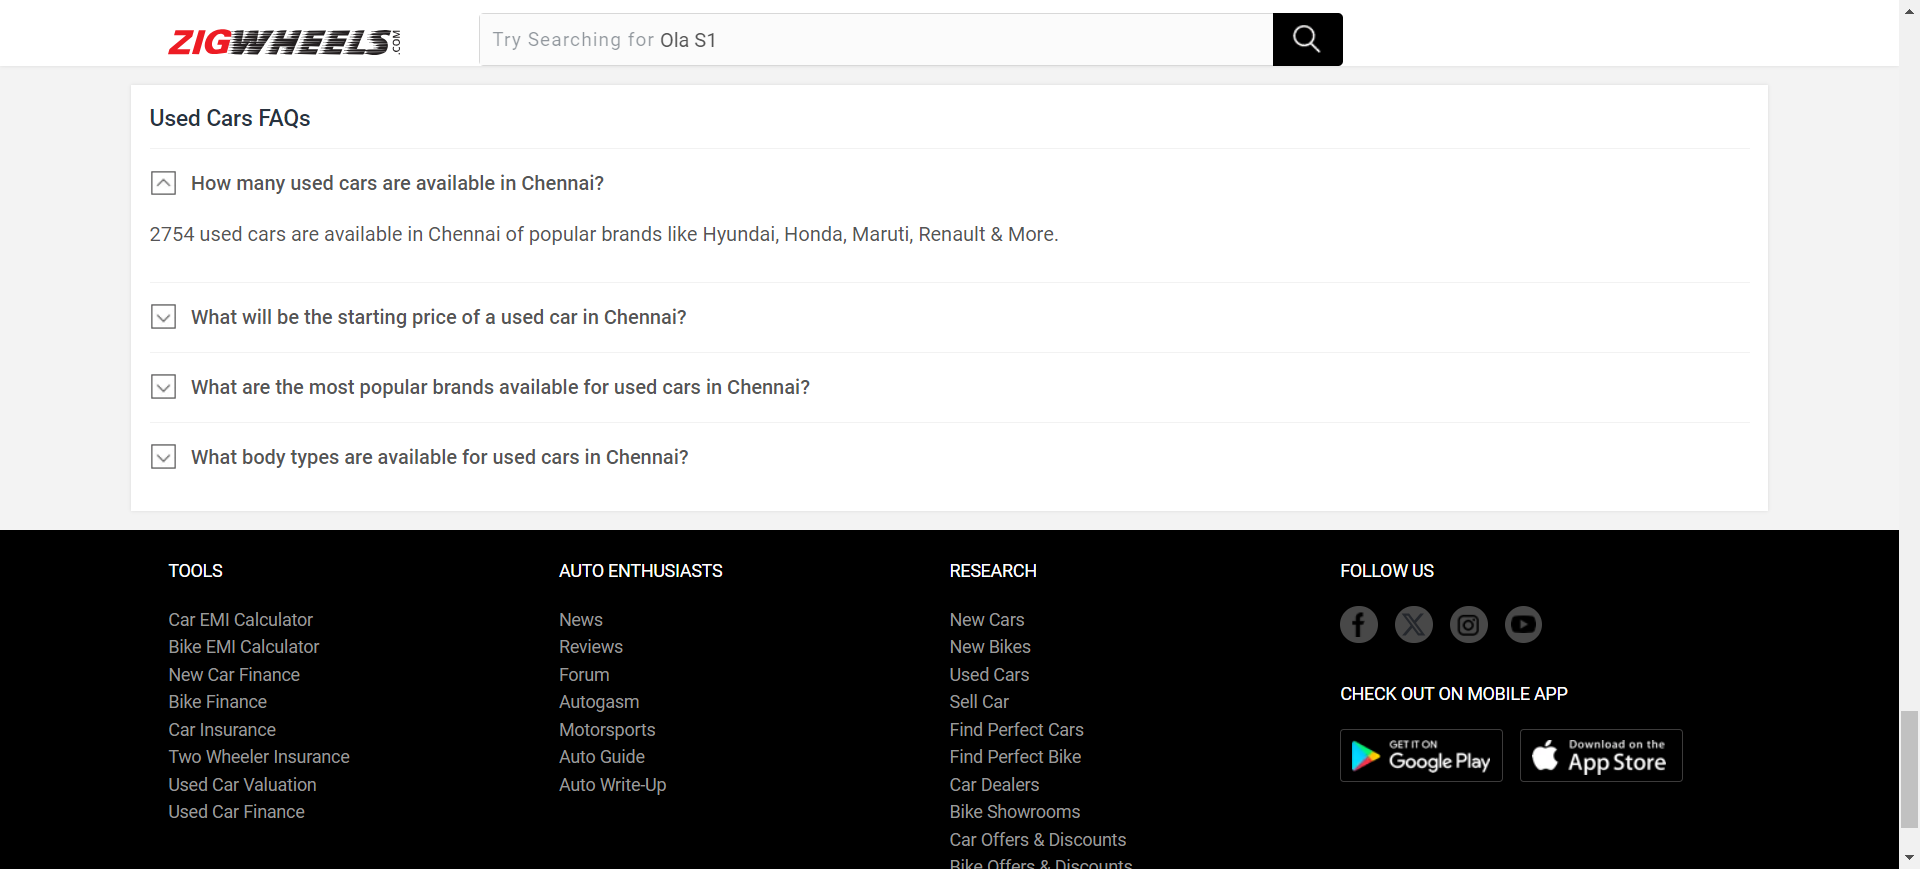 ZIGWHEELS.COM
Try Searching for Ola S1
Used Cars FAQs
How many used cars are available in Chennai?
2754 used cars are available in Chennai of popular brands like Hyundai, Honda, Maruti, Renault & More.
What will be the starting price of a used car in Chennai?
What are the most popular brands available for used cars in Chennai?
What body types are available for used cars in Chennai?
TOOLS
Car EMI Calculator
Bike EMI Calculator
New Car Finance
Bike Finance
Car Insurance
Two Wheeler Insurance
Used Car Valuation
Used Car Finance
AUTO ENTHUSIASTS
News
Reviews
Forum
Autogasm
Motorsports
Auto Guide
Auto Write-Up
RESEARCH
New Cars
New Bikes
Used Cars
Sell Car
Find Perfect Cars
Find Perfect Bike
Car Dealers
Bike Showrooms
Car Offers & Discounts
Bike Offers & Discounts
FOLLOW US
CHECK OUT ON MOBILE APP
GET IT ON
Google Play
Download on the
App Store